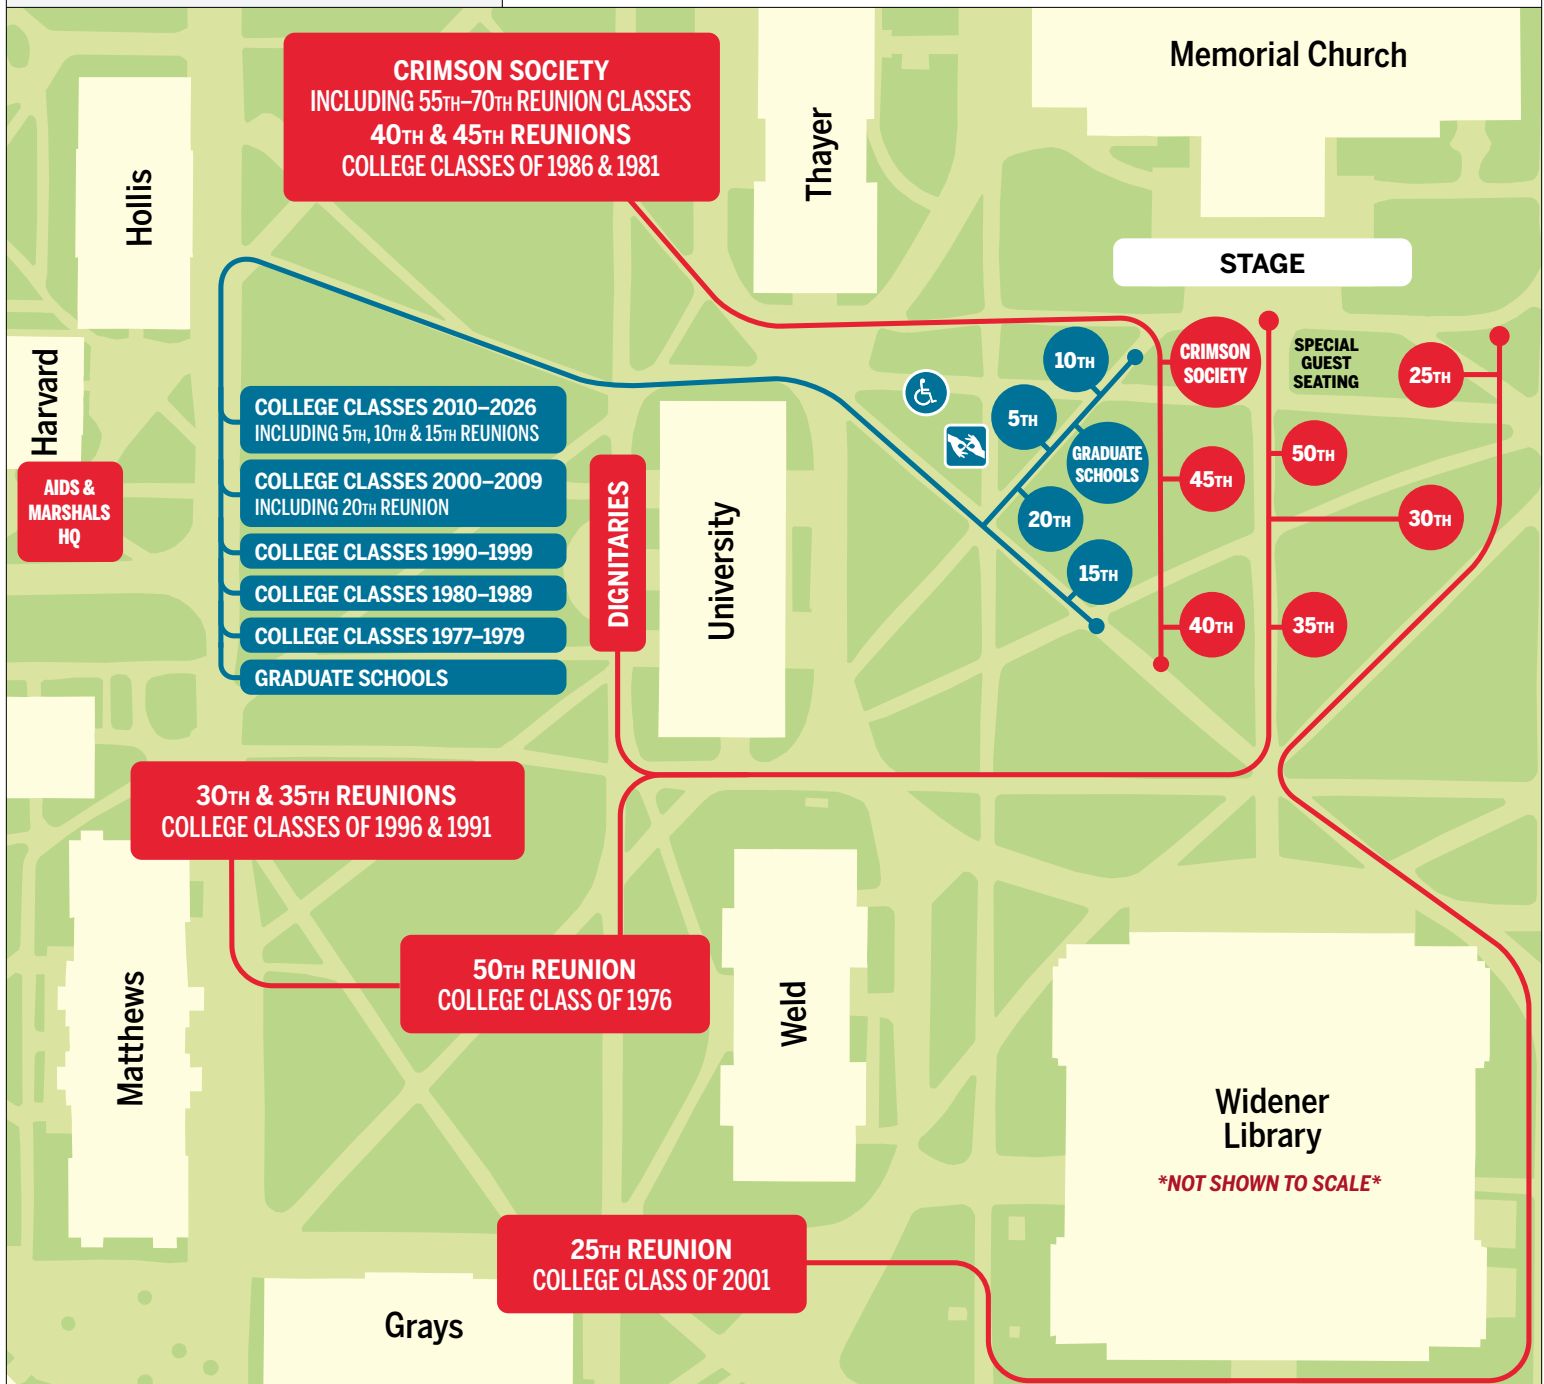 CRIMSON SOCIETY
INCLUDING 55TH–70TH REUNION CLASSES
40TH & 45TH REUNIONS
COLLEGE CLASSES OF 1986 & 1981
Memorial Church
Thayer
Hollis
STAGE
Harvard
AIDS &
MARSHALS
HQ
COLLEGE CLASSES 2010–2026
INCLUDING 5TH, 10TH & 15TH REUNIONS
COLLEGE CLASSES 2000–2009
INCLUDING 20TH REUNION
COLLEGE CLASSES 1990–1999
COLLEGE CLASSES 1980–1989
COLLEGE CLASSES 1977–1979
GRADUATE SCHOOLS
DIGNITARIES
University
10TH
5TH
GRADUATE
SCHOOLS
20TH
15TH
CRIMSON
SOCIETY
45TH
40TH
SPECIAL
GUEST
SEATING
50TH
35TH
25TH
30TH
30TH & 35TH REUNIONS
COLLEGE CLASSES OF 1996 & 1991
50TH REUNION
COLLEGE CLASS OF 1976
Matthews
Weld
Widener
Library
*NOT SHOWN TO SCALE*
25TH REUNION
COLLEGE CLASS OF 2001
Grays